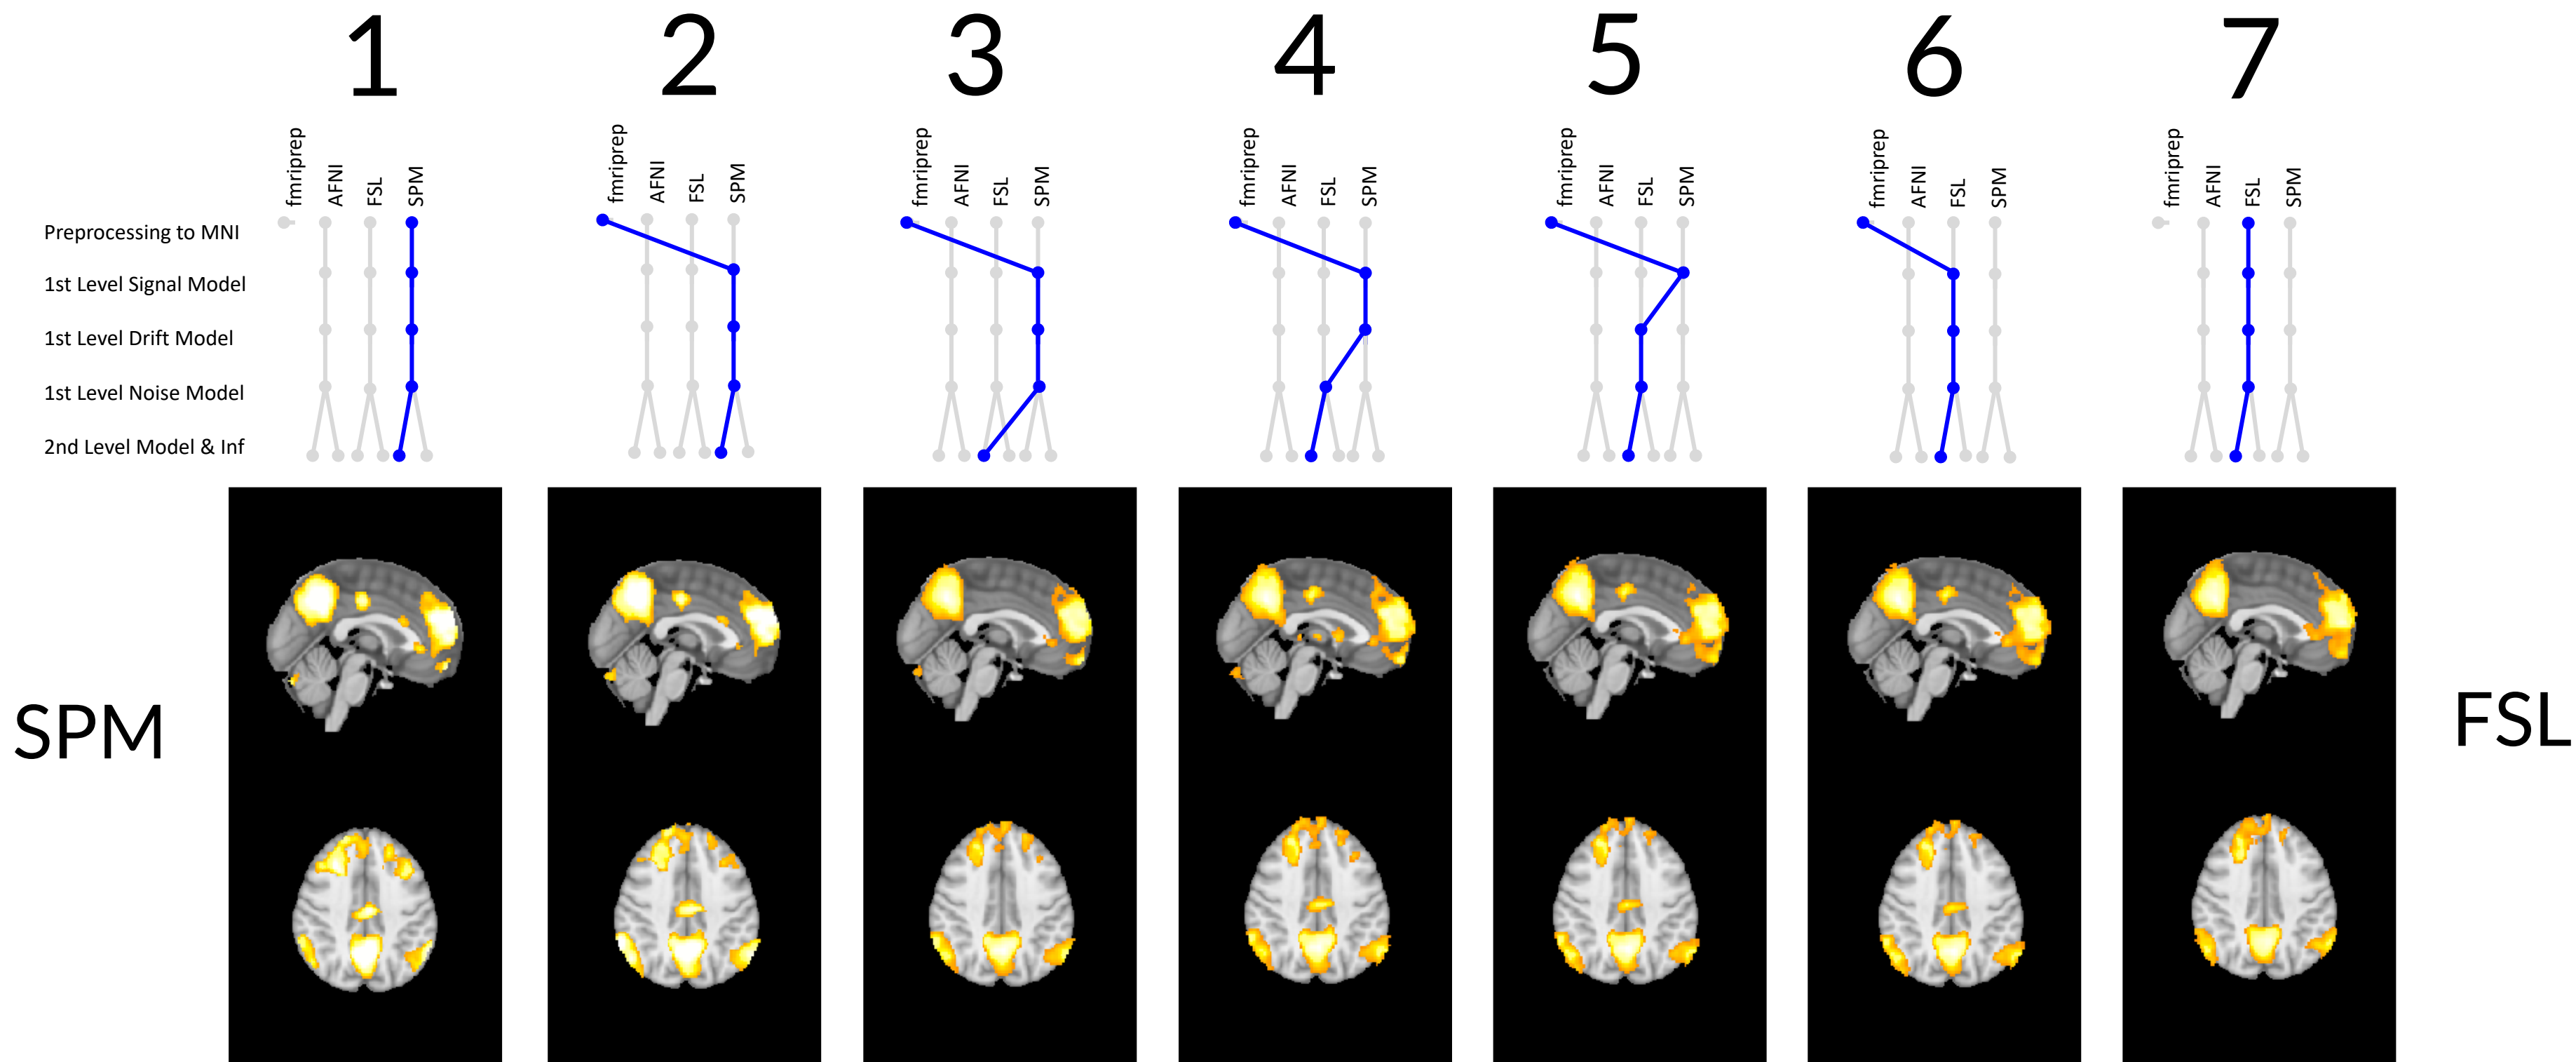 1 2 3 4 5 6 7
fmriprep AFNI FSL SPM
fmriprep AFNI FSL SPM
fmriprep AFNI FSL SPM
fmriprep AFNI FSL SPM
fmriprep AFNI FSL SPM
fmriprep AFNI FSL SPM
fmriprep AFNI FSL SPM
Preprocessing to MNI
1st Level Signal Model
1st Level Drift Model
1st Level Noise Model
2nd Level Model & Inf
SPM
FSL